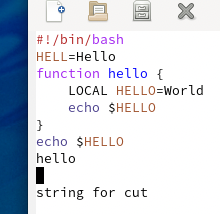 #!/bin/bash
HELL=Hello
function hello {
    LOCAL HELLO=World
    echo $HELLO
}
echo $HELLO
hello
string for cut